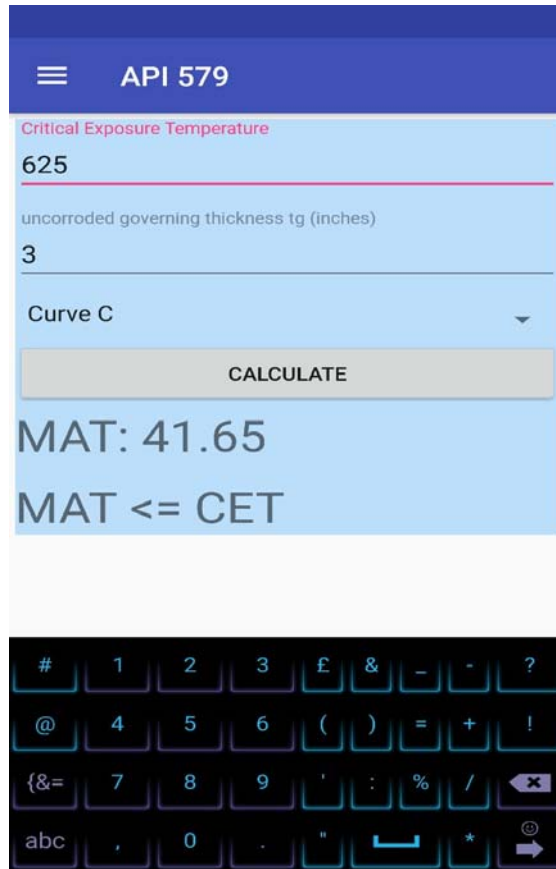 API 579
Critical Exposure Temperature
625
uncorroded governing thickness tg (inches)
3
Curve C
CALCULATE
MAT: 41.65
MAT <= CET
# 1 2 3 £ & _ - ?
@ 4 5 6 ( ) = + !
{&= 7 8 9 ' : % /
abc , 0 . " *